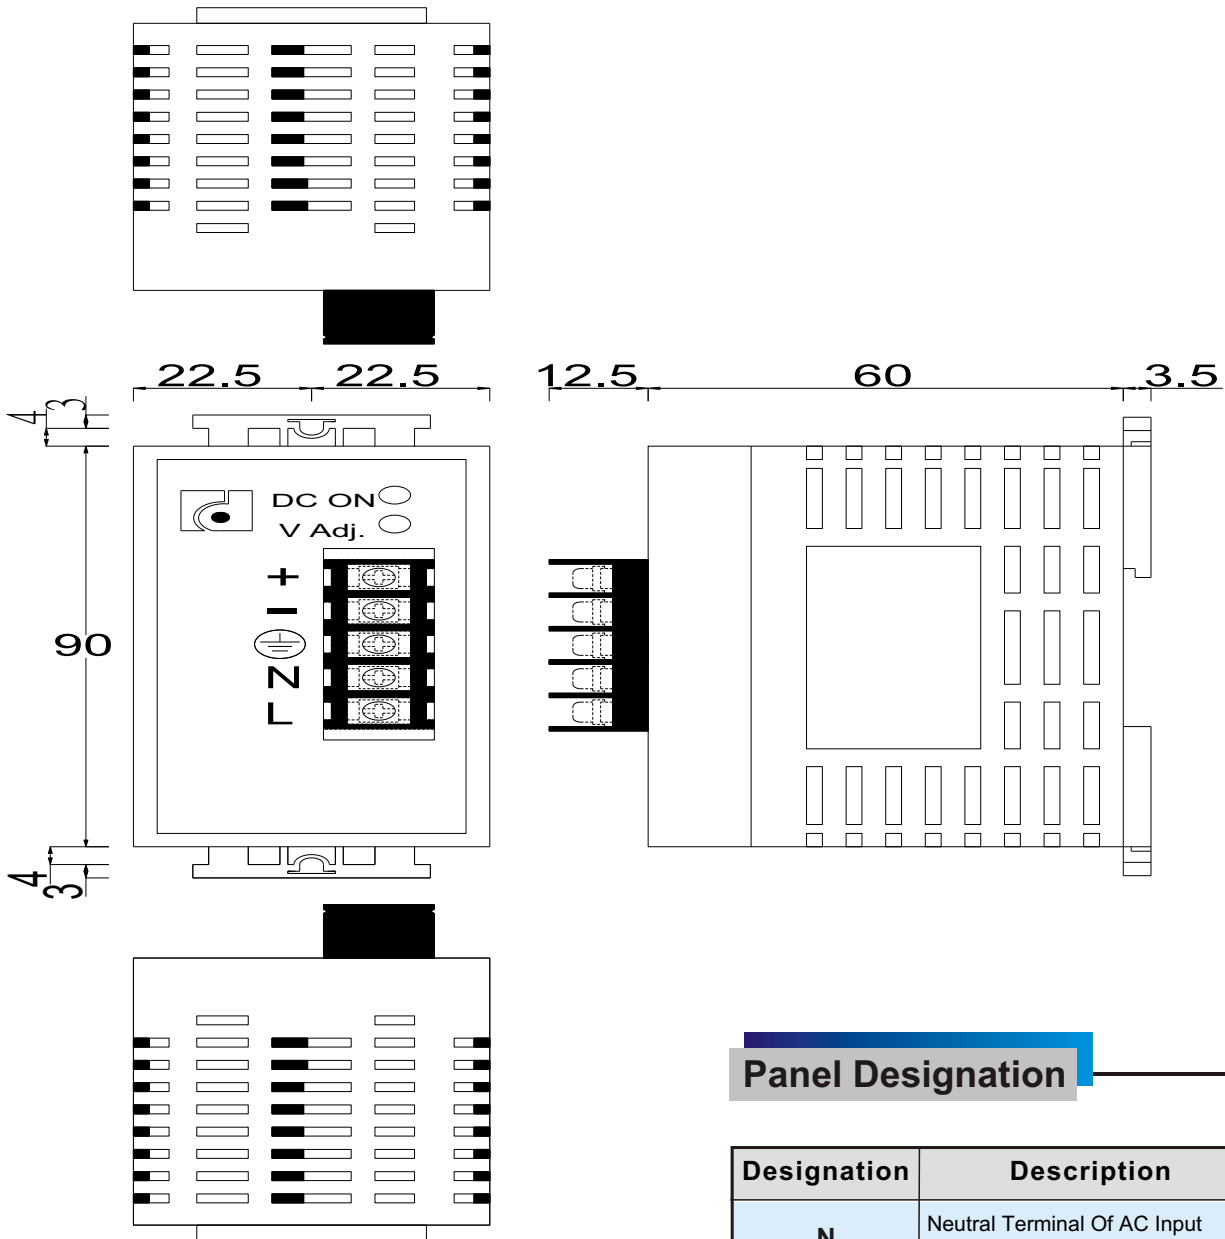 22.5 22.5 12.5 60 3.5
4 3
DC ON
V Adj.
+
−
90
N
L
4 3
Panel Designation
Designation Description
N Neutral Terminal Of AC Input